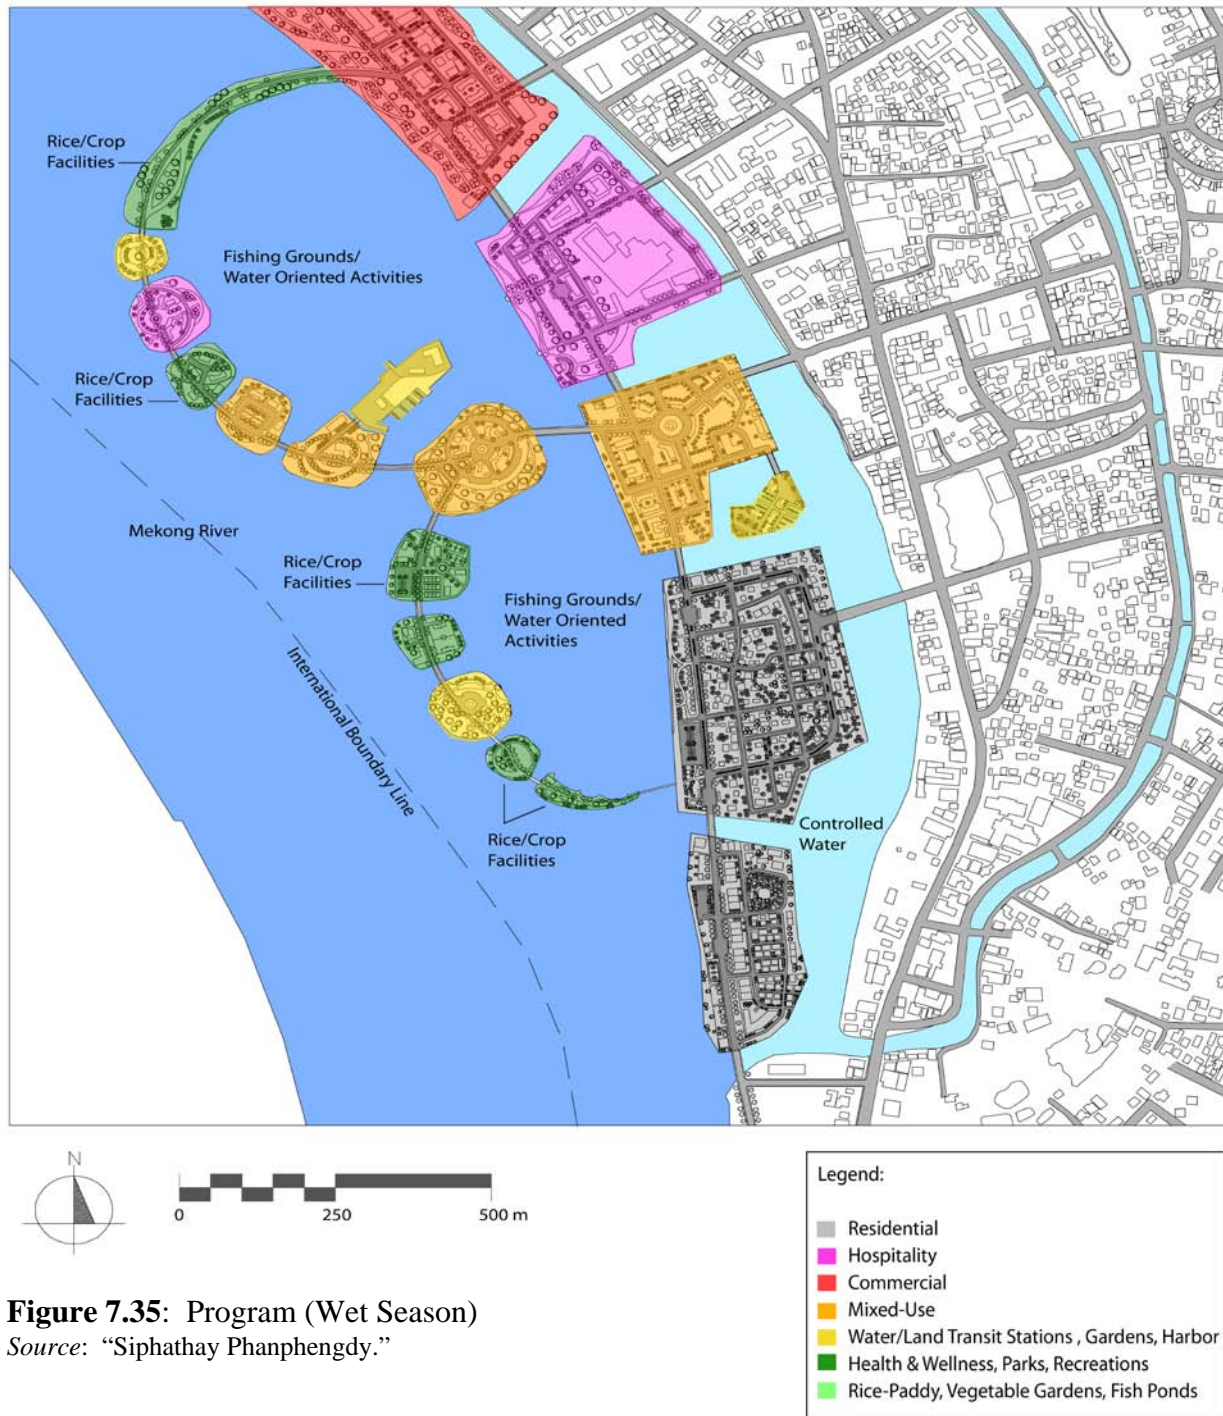 Rice/Crop
Facilities
Fishing Grounds/
Water Oriented Activities
Rice/Crop
Facilities
Mekong River
Rice/Crop
Facilities
Fishing Grounds/
Water Oriented
Activities
International Boundary Line
Rice/Crop
Facilities
Controlled
Water
N
0 250 500 m
Legend:
Residential
Hospitality
Commercial
Mixed-Use
Water/Land Transit Stations , Gardens, Harbor
Health & Wellness, Parks, Recreations
Rice-Paddy, Vegetable Gardens, Fish Ponds
Figure 7.35: Program (Wet Season)
Source: “Siphathay Phanphengdy.”